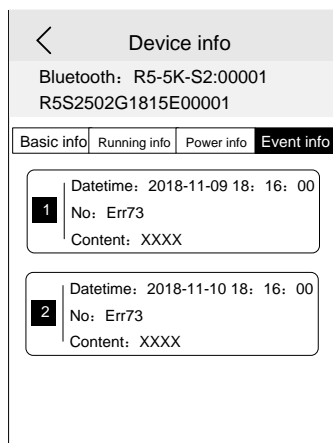 Device info
Bluetooth：R5-5K-S2:00001
R5S2502G1815E00001
Basic info Running info Power info Event info
Datetime：2018-11-09 18：16：00
1
No：Err73
Content：XXXX
Datetime：2018-11-10 18：16：00
2
No：Err73
Content：XXXX